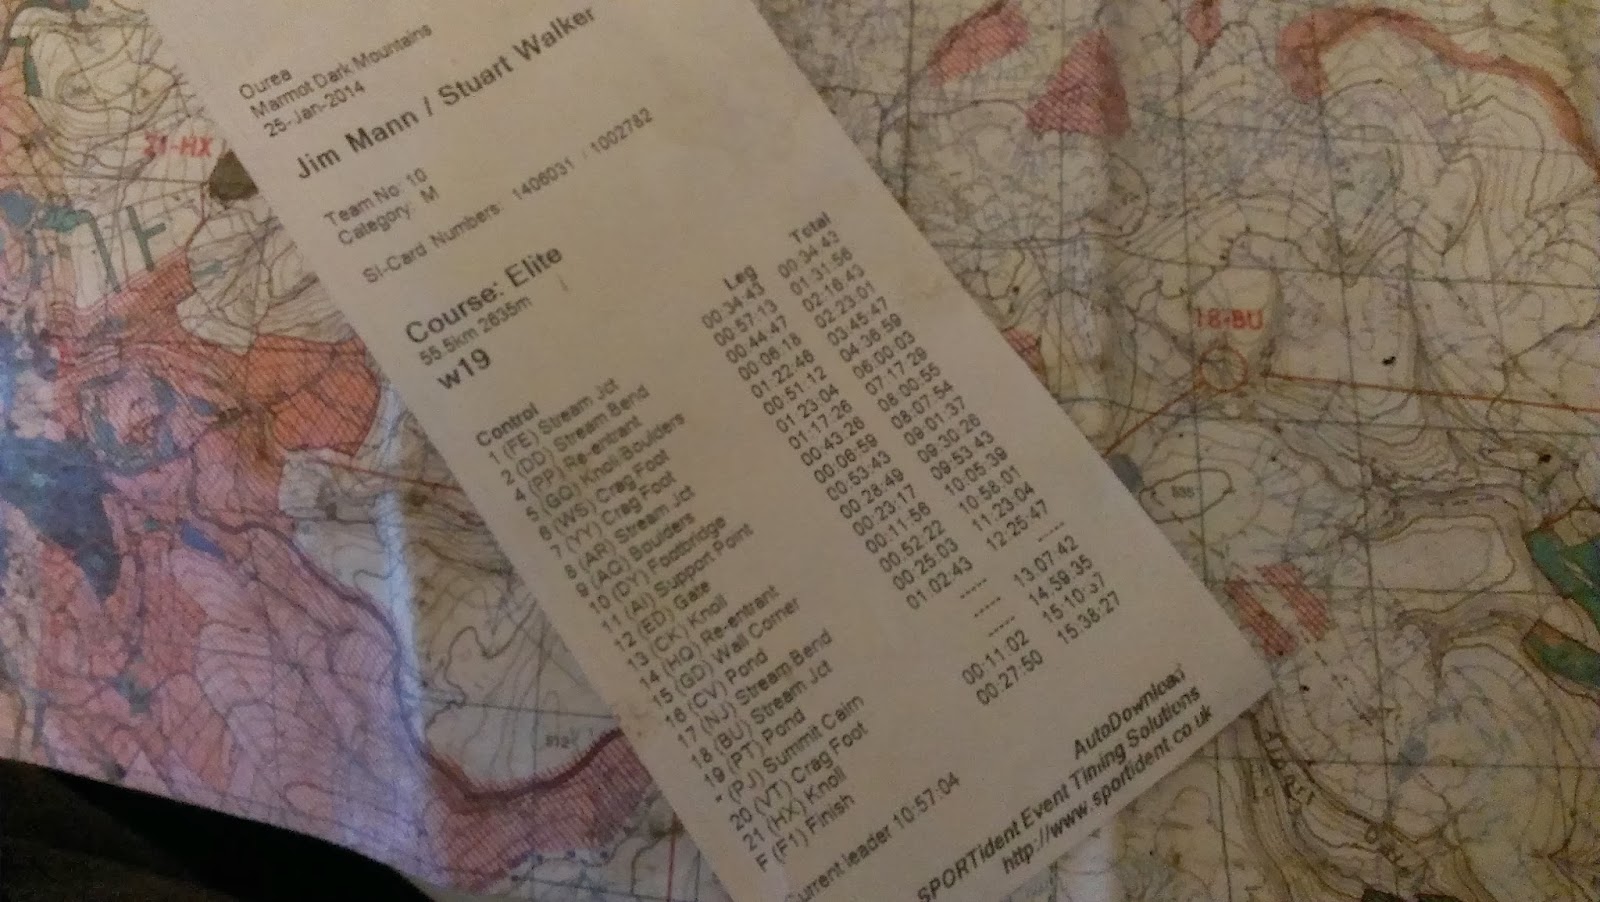 Ourea
Marmot Dark Mountains
25-Jan-2014
Jim Mann / Stuart Walker
Team No: 10
Category: M
SI-Card Numbers: 1406031 / 1002782
Course: Elite
55.5km 2635m
w19
Control Leg Total
1 (FE) Stream Jct 00:34:43 00:34:43
2 (DD) Stream Bend 00:57:13 01:31:56
4 (PP) Re-entrant 00:44:47 02:16:43
5 (GQ) Knoll/Boulders 00:06:18 02:23:01
6 (WS) Crag Foot 01:22:46 03:45:47
7 (YY) Crag Foot 00:51:12 04:36:59
8 (AR) Stream Jct 01:23:04 06:00:03
9 (AQ) Boulders 01:17:26 07:17:29
10 (DY) Footbridge 00:43:26 08:00:55
11 (AI) Support Point 00:06:59 08:07:54
12 (ED) Gate 00:53:43 09:01:37
13 (CK) Knoll 00:28:49 09:30:26
14 (HQ) Re-entrant 00:23:17 09:53:43
15 (GD) Wall Corner 00:11:56 10:05:39
16 (CV) Pond 00:52:22 10:58:01
17 (NJ) Stream Bend 00:25:03 11:23:04
18 (BU) Stream Jct 01:02:43 12:25:47
19 (PT) Pond ----- -----
- (PJ) Summit Cairn ----- 13:07:42
20 (VT) Crag Foot ----- 14:59:35
21 (HX) Knoll 00:11:02 15:10:37
F (F1) Finish 00:27:50 15:38:27
Current leader 10:57:04
AutoDownload
SPORTident Event Timing Solutions
http://www.sportident.co.uk
21-HX
18-BU
512